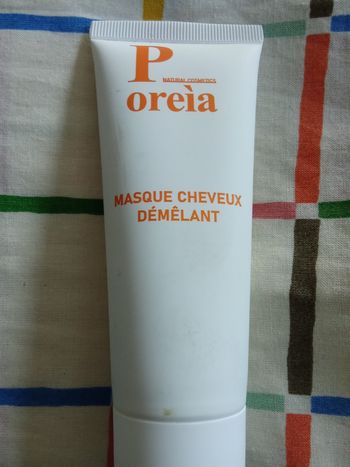 P
NATURAL COSMETICS
oreìa
MASQUE CHEVEUX
DÉMÊLANT